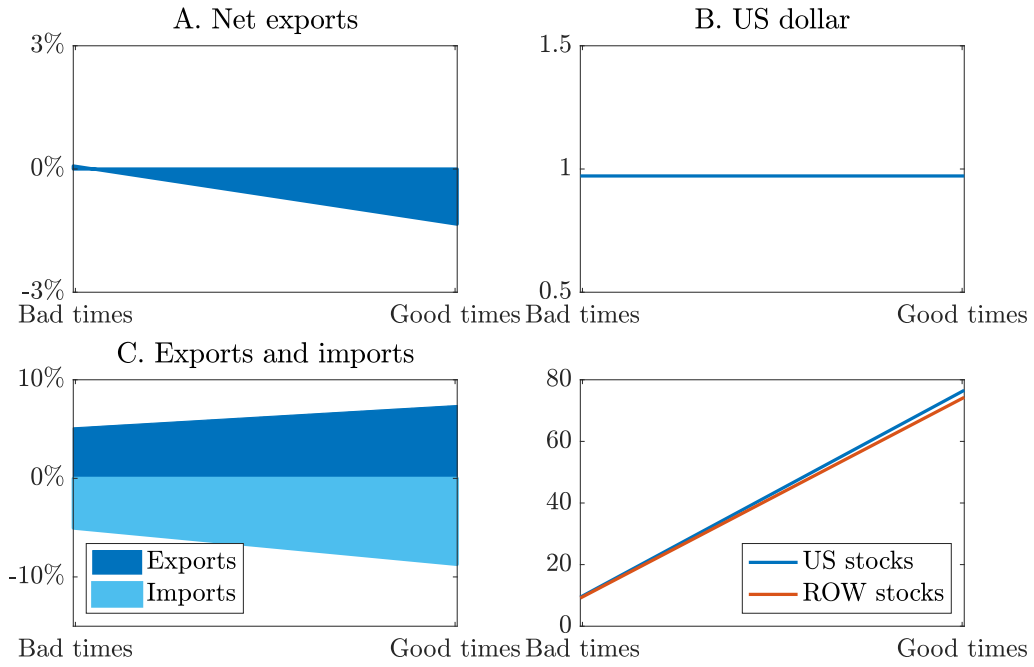 A. Net exports
3%
0%
-3%
Bad times
Good times
B. US dollar
1.5
1
0.5
Bad times
Good times
C. Exports and imports
10%
0%
-10%
Exports
Imports
Bad times
Good times
80
60
40
20
0
US stocks
ROW stocks
Bad times
Good times